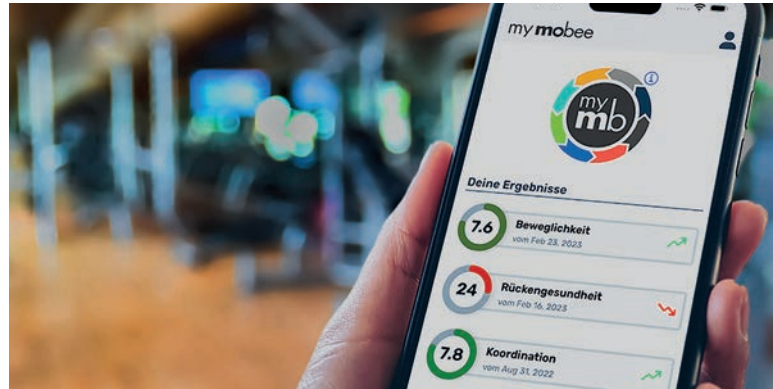 my mobee
i
my
mb
Deine Ergebnisse
7.6
Beweglichkeit
vom Feb 23, 2023
24
Rückengesundheit
vom Feb 16, 2023
7.8
Koordination
vom Aug 31, 2022